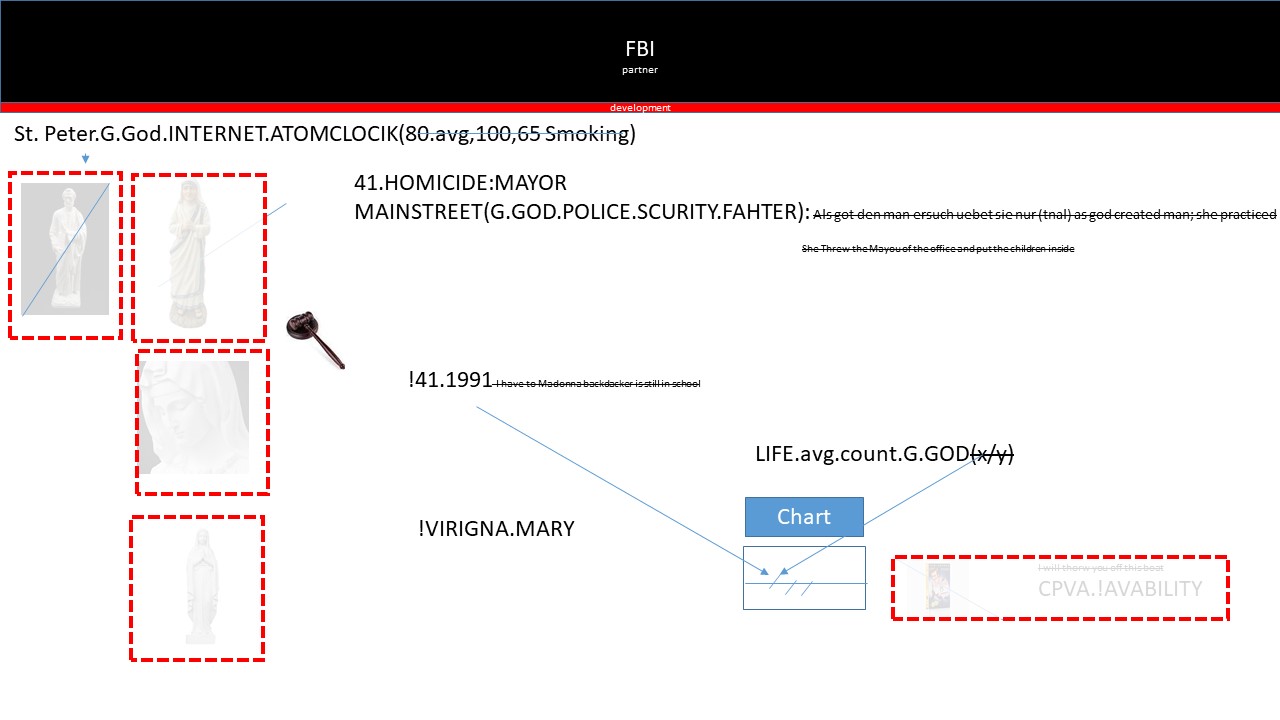 FBI
partner
development
St. Peter.G.God.INTERNET.ATOMCLOCIK(80.avg,100,65 Smoking)
41.HOMICIDE:MAYOR
MAINSTREET(G.GOD.POLICE.SCURITY.FAHTER): Als got den man ersuch uebet sie nur (tnal) as god created man; she practiced
She Threw the Mayou of the office and put the children inside
!41.1991 I have to Madonna backdacker is still in school
LIFE.avg.count.G.GOD(x/y)
Chart
!VIRIGNA.MARY
I will thorw you off this boat
CPVA.!AVABILITY